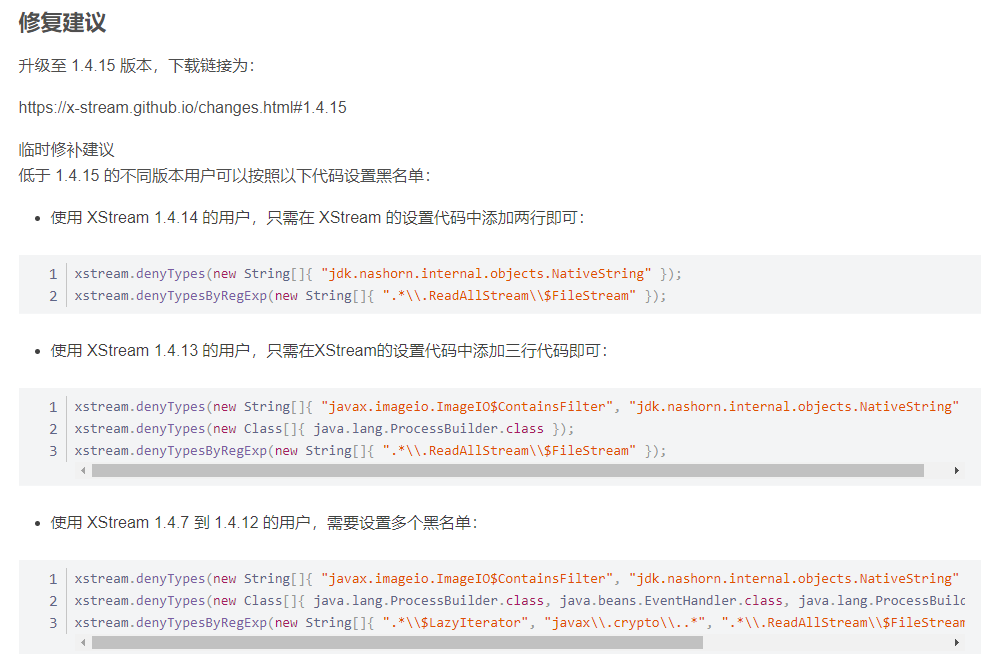 修复建议
升级至 1.4.15 版本，下载链接为：
https://x-stream.github.io/changes.html#1.4.15
临时修补建议
低于 1.4.15 的不同版本用户可以按照以下代码设置黑名单：
• 使用 XStream 1.4.14 的用户，只需在 XStream 的设置代码中添加两行即可：
1 xstream.denyTypes(new String[]{ "jdk.nashorn.internal.objects.NativeString" });
2 xstream.denyTypesByRegExp(new String[]{ ".*\\.ReadAllStream\\$FileStream" });
• 使用 XStream 1.4.13 的用户，只需在XStream的设置代码中添加三行代码即可：
1 xstream.denyTypes(new String[]{ "javax.imageio.ImageIO$ContainsFilter", "jdk.nashorn.internal.objects.NativeString"
2 xstream.denyTypes(new Class[]{ java.lang.ProcessBuilder.class });
3 xstream.denyTypesByRegExp(new String[]{ ".*\\.ReadAllStream\\$FileStream" });
• 使用 XStream 1.4.7 到 1.4.12 的用户，需要设置多个黑名单：
1 xstream.denyTypes(new String[]{ "javax.imageio.ImageIO$ContainsFilter", "jdk.nashorn.internal.objects.NativeString"
2 xstream.denyTypes(new Class[]{ java.lang.ProcessBuilder.class, java.beans.EventHandler.class, java.lang.ProcessBuild
3 xstream.denyTypesByRegExp(new String[]{ ".*\\$LazyIterator", "javax\\.crypto\\..*", ".*\\.ReadAllStream\\$FileStream